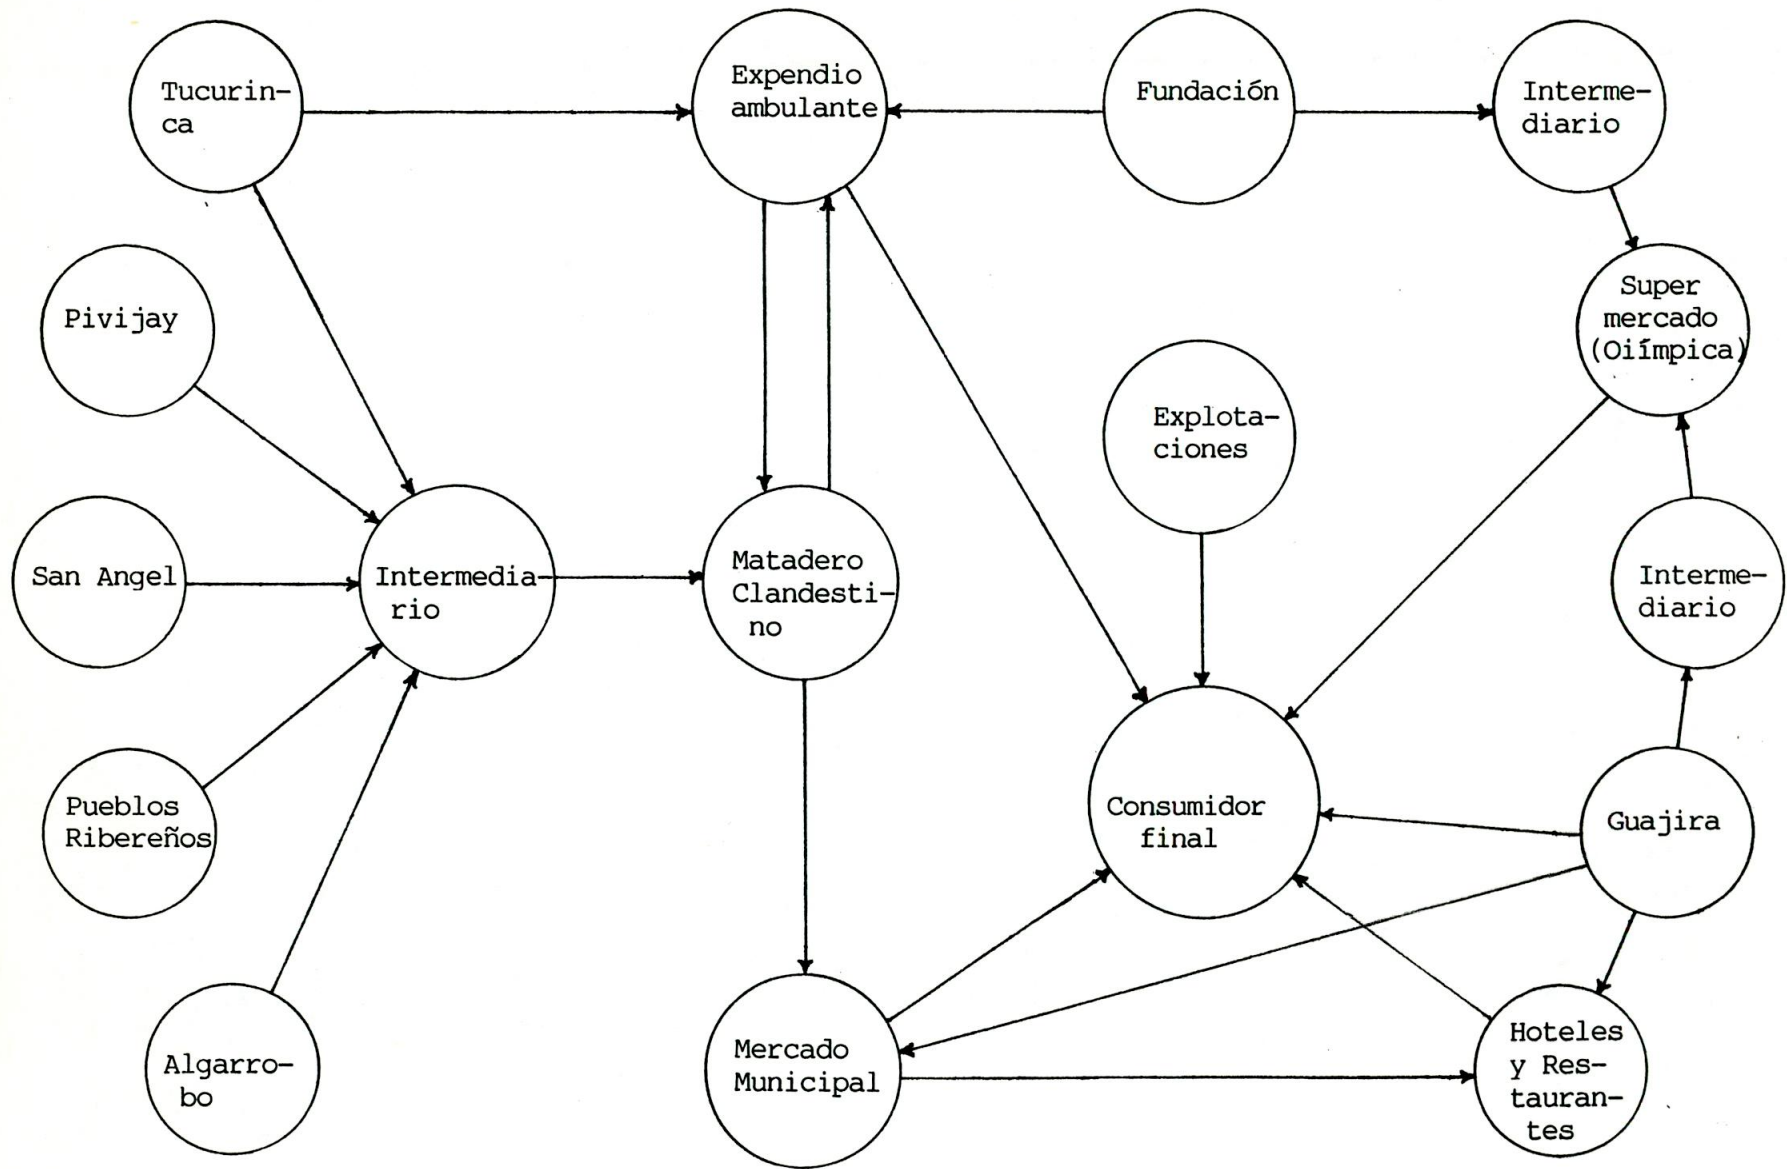 Tucurin-
ca
Expendio
ambulante
Fundación
Interme-
diario
Pivijay
Super
mercado
(Oiímpica)
Explota-
ciones
San Angel
Intermedia
rio
Matadero
Clandesti-
no
Interme-
diario
Pueblos
Ribereños
Consumidor
final
Guajira
Algarro-
bo
Mercado
Municipal
Hoteles
y Res-
tauran-
tes